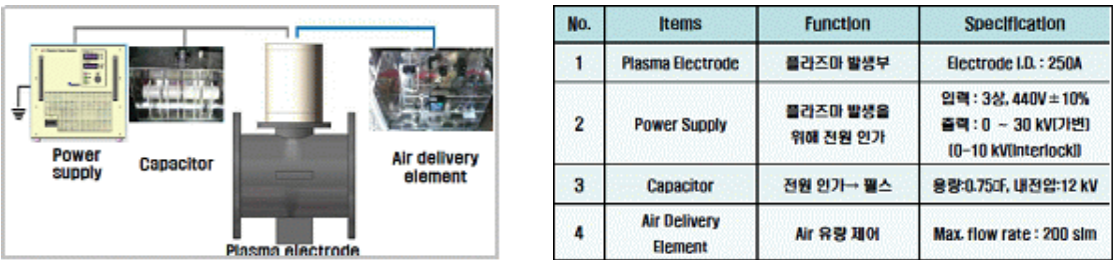 Power
supply
Capacitor
Plasma electrode
Air delivery
element
No. Items Function Specification
1 Plasma Electrode 플라즈마 발생부 Electrode I.D. : 250A
2 Power Supply 플라즈마 발생을
위해 전원 인가
입력 : 3상, 440V ± 10%
출력 : 0 ~ 30 kV(가변)
(0-10 kV(Interlock))
3 Capacitor 전원 인가→ 펄스 용량:0.75㎌, 내전압:12 kV
4 Air Delivery
Element
Air 유량 제어 Max. flow rate : 200 slm